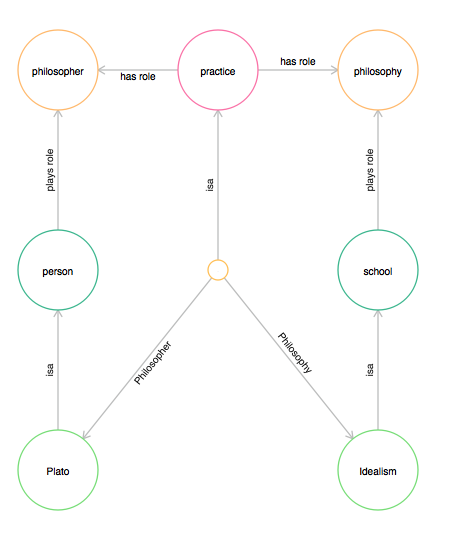 philosopher
has role
practice
has role
philosophy
plays role
isa
plays role
person
school
isa
Philosopher
Philosophy
isa
Plato
Idealism